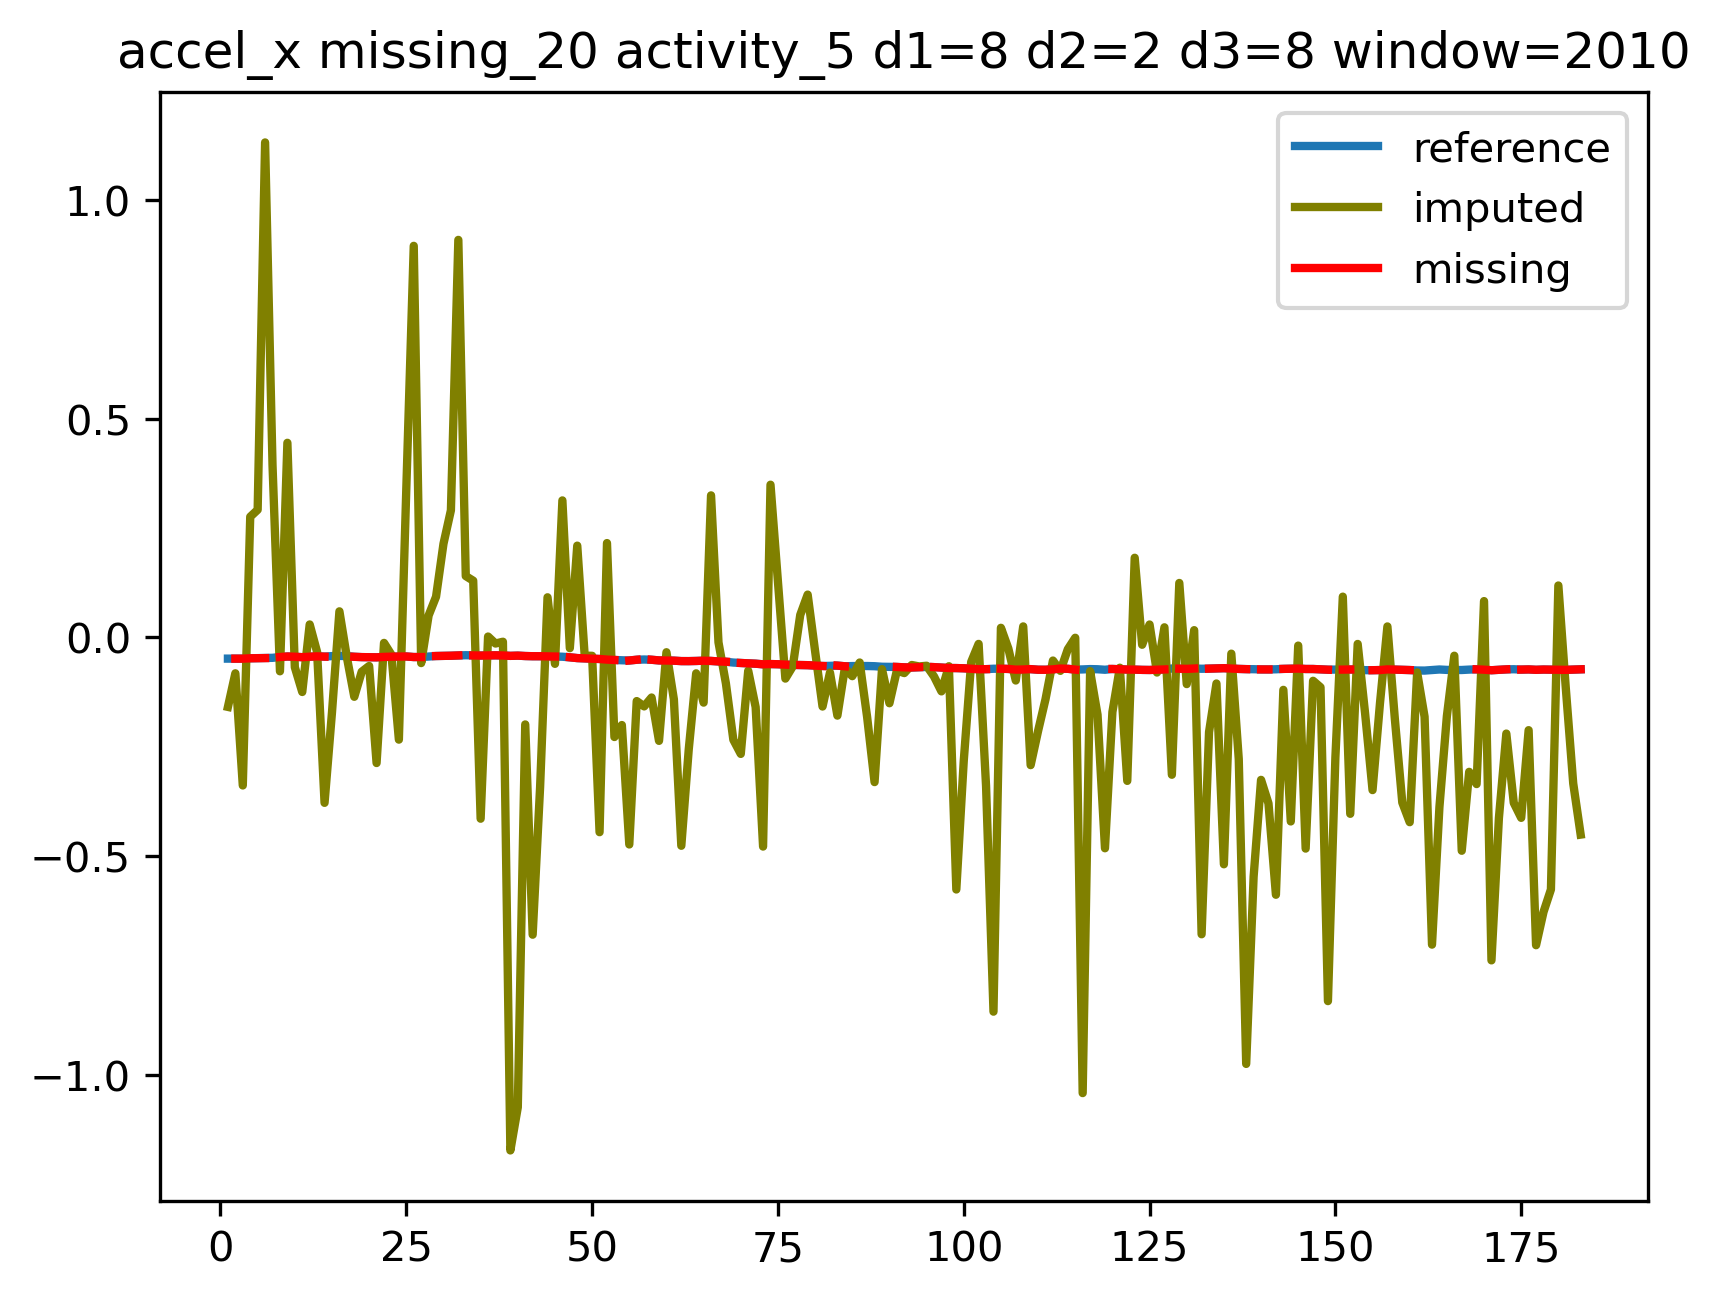 accel_x missing_20 activity_5 d1=8 d2=2 d3=8 window=2010
reference
imputed
missing
1.0
0.5
0.0
−0.5
−1.0
0 25 50 75 100 125 150 175